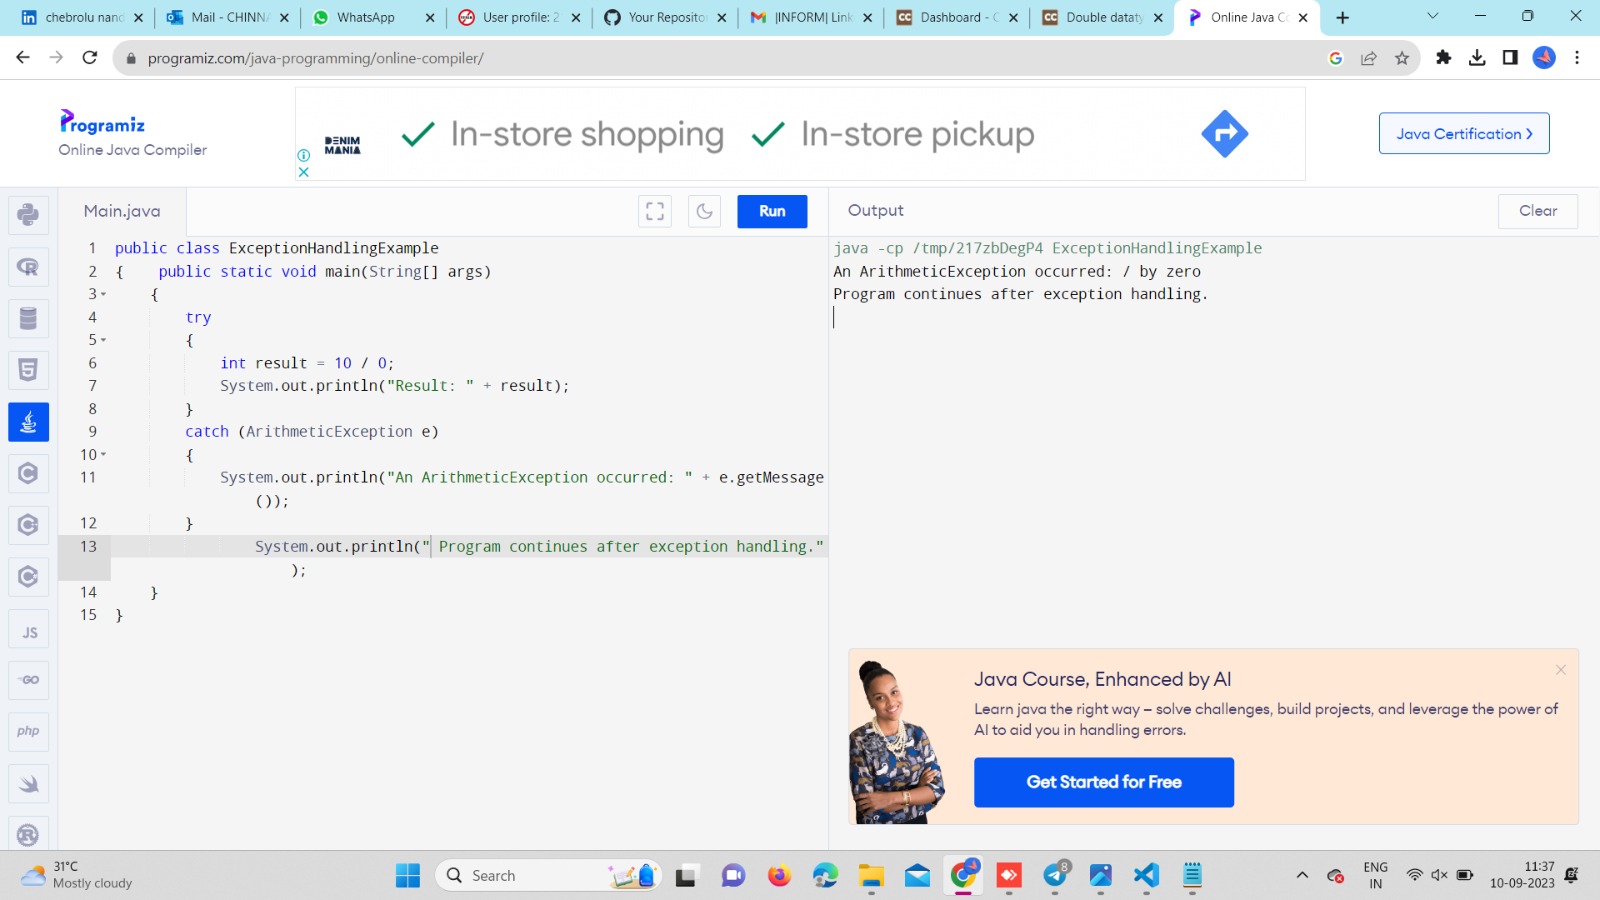 chebrolu nand
Mail - CHINNA
WhatsApp
User profile: 2
Your Repositor
|INFORM| Link
Dashboard - C
Double dataty
Online Java Co
programiz.com/java-programming/online-compiler/
Programiz
Online Java Compiler
DENIM
MANIA
In-store shopping
In-store pickup
Java Certification >
Main.java
Run
Output
Clear
1 public class ExceptionHandlingExample
2 {    public static void main(String[] args)
3     {
4         try
5         {
6             int result = 10 / 0;
7             System.out.println("Result: " + result);
8         }
9         catch (ArithmeticException e)
10         {
11             System.out.println("An ArithmeticException occurred: " + e.getMessage
());
12         }
13                 System.out.println(" Program continues after exception handling."
);
14     }
15 }
java -cp /tmp/217zbDegP4 ExceptionHandlingExample
An ArithmeticException occurred: / by zero
Program continues after exception handling.
JS
GO
php
Java Course, Enhanced by AI
Learn java the right way – solve challenges, build projects, and leverage the power of
AI to aid you in handling errors.
Get Started for Free
31°C
Mostly cloudy
Search
8
ENG
IN
11:37
10-09-2023